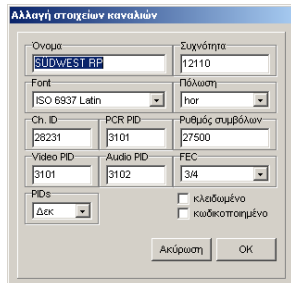 Αλλαγή στοιχείων καναλιών
Όνομα Συχνότητα
SÜDWEST RP 12110
Font Πόλωση
ISO 6937 Latin hor
Ch. ID PCR PID Ρυθμός συμβόλων
28231 3101 27500
Video PID Audio PID FEC
3101 3102 3/4
PIDs
Δεκ
κλειδωμένο
κωδικοποιημένο
Ακύρωση OK